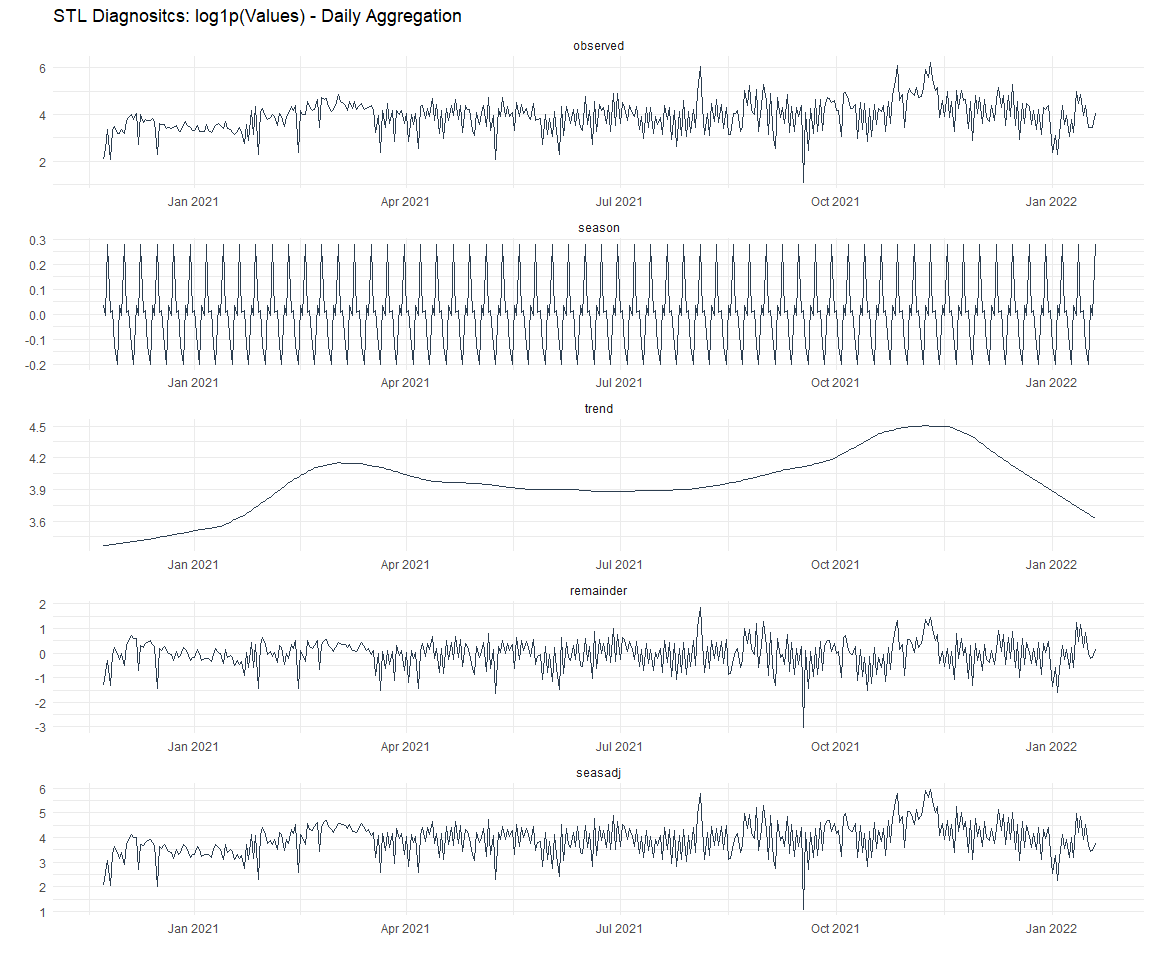 STL Diagnositcs: log1p(Values) - Daily Aggregation
observed
6
4
2
Jan 2021 Apr 2021 Jul 2021 Oct 2021 Jan 2022
season
0.3
0.2
0.1
0.0
-0.1
-0.2
Jan 2021 Apr 2021 Jul 2021 Oct 2021 Jan 2022
trend
4.5
4.2
3.9
3.6
Jan 2021 Apr 2021 Jul 2021 Oct 2021 Jan 2022
remainder
2
1
0
-1
-2
-3
Jan 2021 Apr 2021 Jul 2021 Oct 2021 Jan 2022
seasadj
6
5
4
3
2
1
Jan 2021 Apr 2021 Jul 2021 Oct 2021 Jan 2022